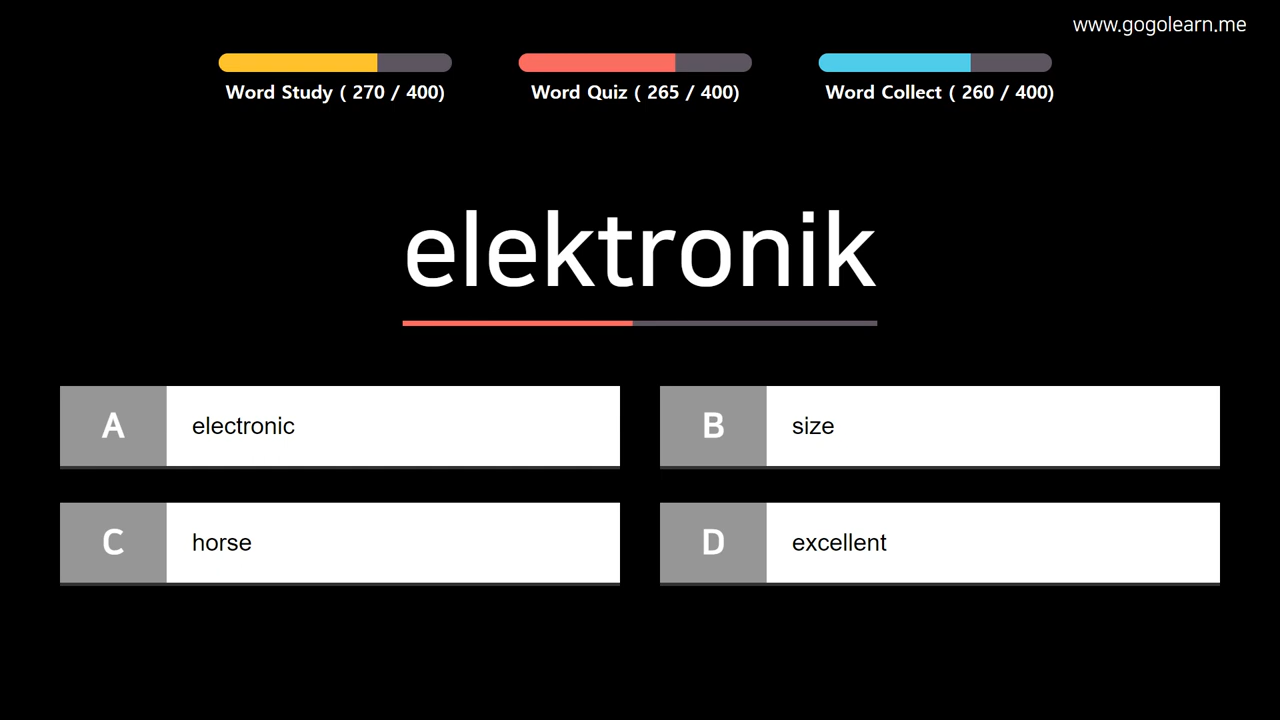 www.gogolearn.me
Word Study ( 270 / 400)
Word Quiz ( 265 / 400)
Word Collect ( 260 / 400)
elektronik
A electronic
B size
C horse
D excellent